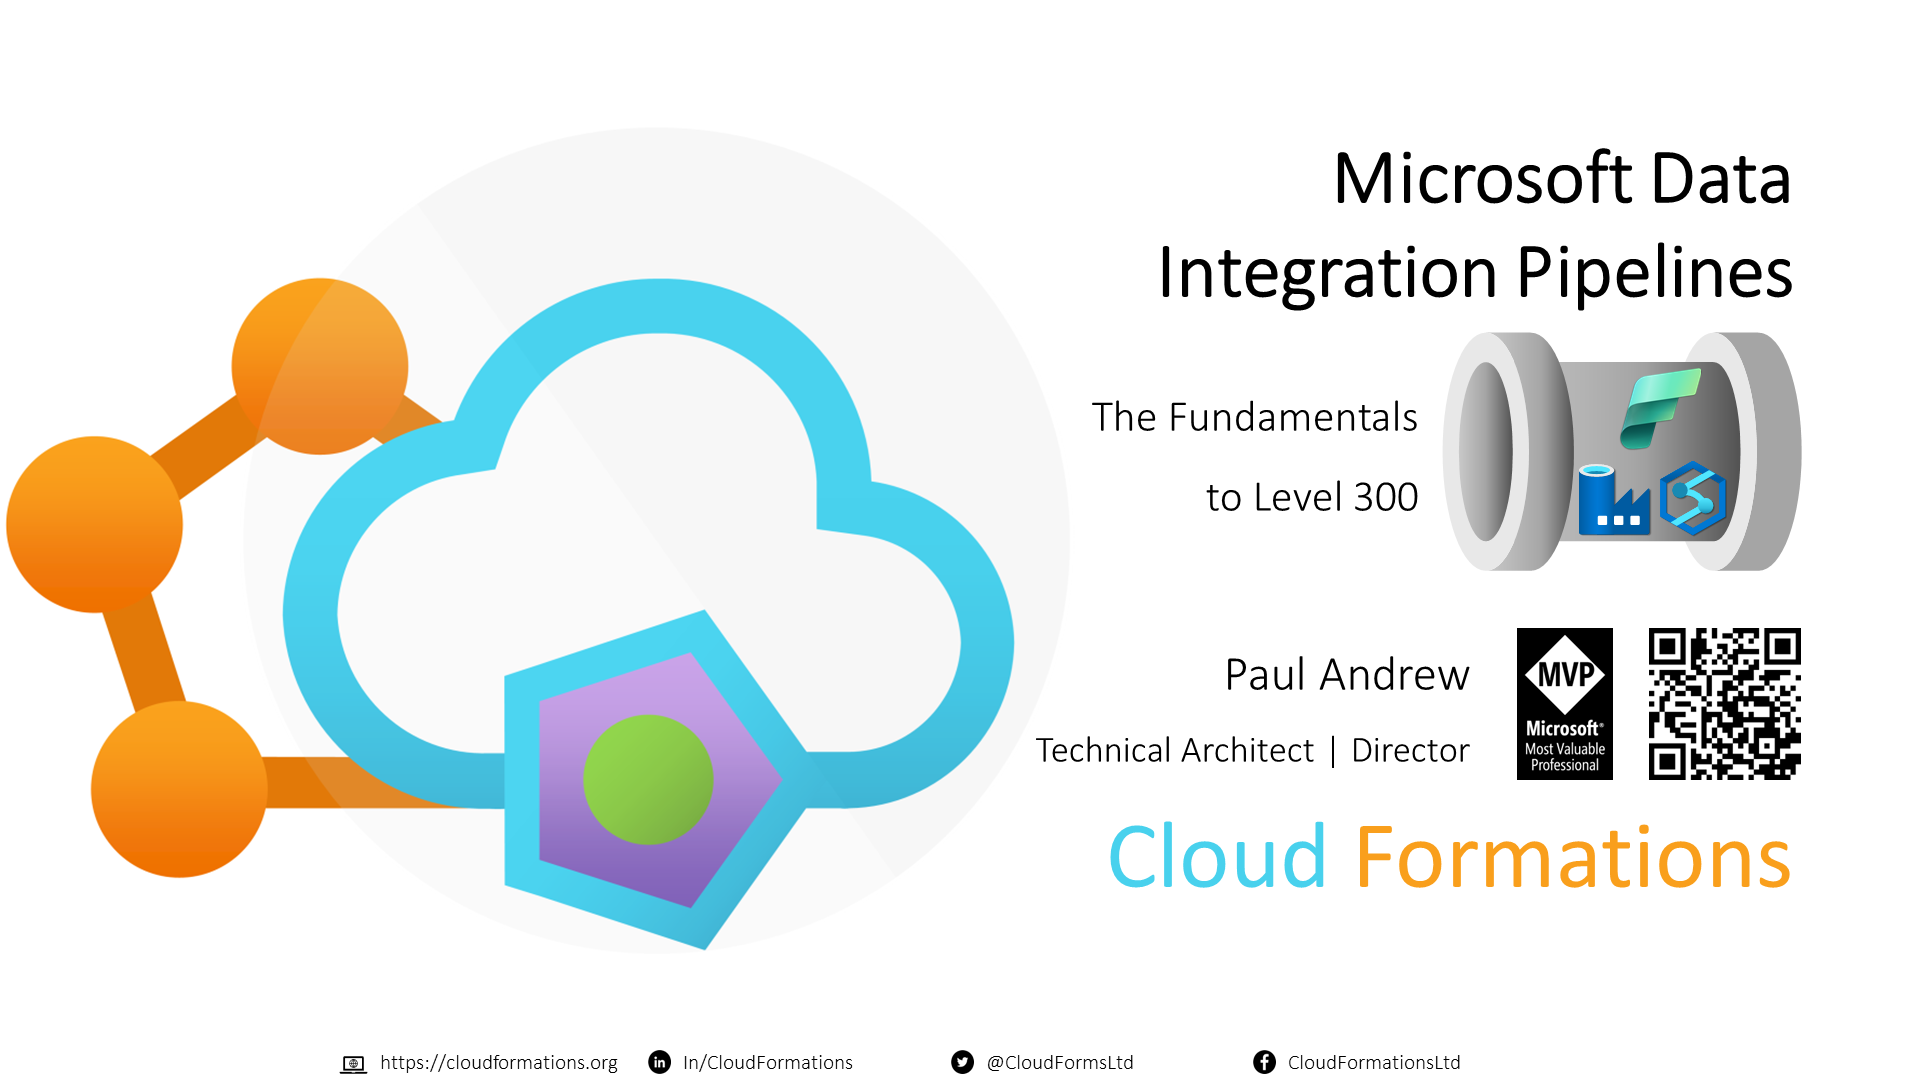 Microsoft Data
Integration Pipelines
The Fundamentals
to Level 300
Paul Andrew
Technical Architect | Director
MVP
Microsoft®
Most Valuable
Professional
Cloud Formations
https://cloudformations.org
In/CloudFormations
@CloudFormsLtd
CloudFormationsLtd